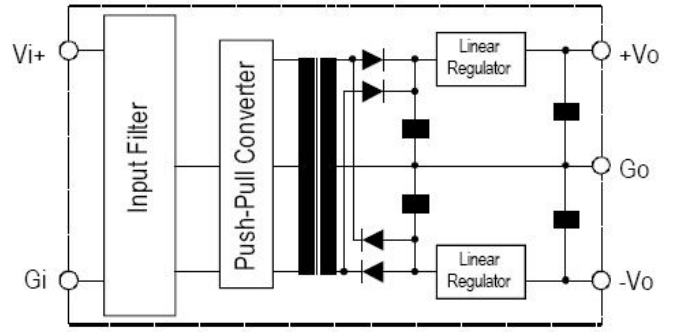 Vi+
Input Filter
Push-Pull Converter
Linear
Regulator
+Vo
Go
Gi
Linear
Regulator
-Vo